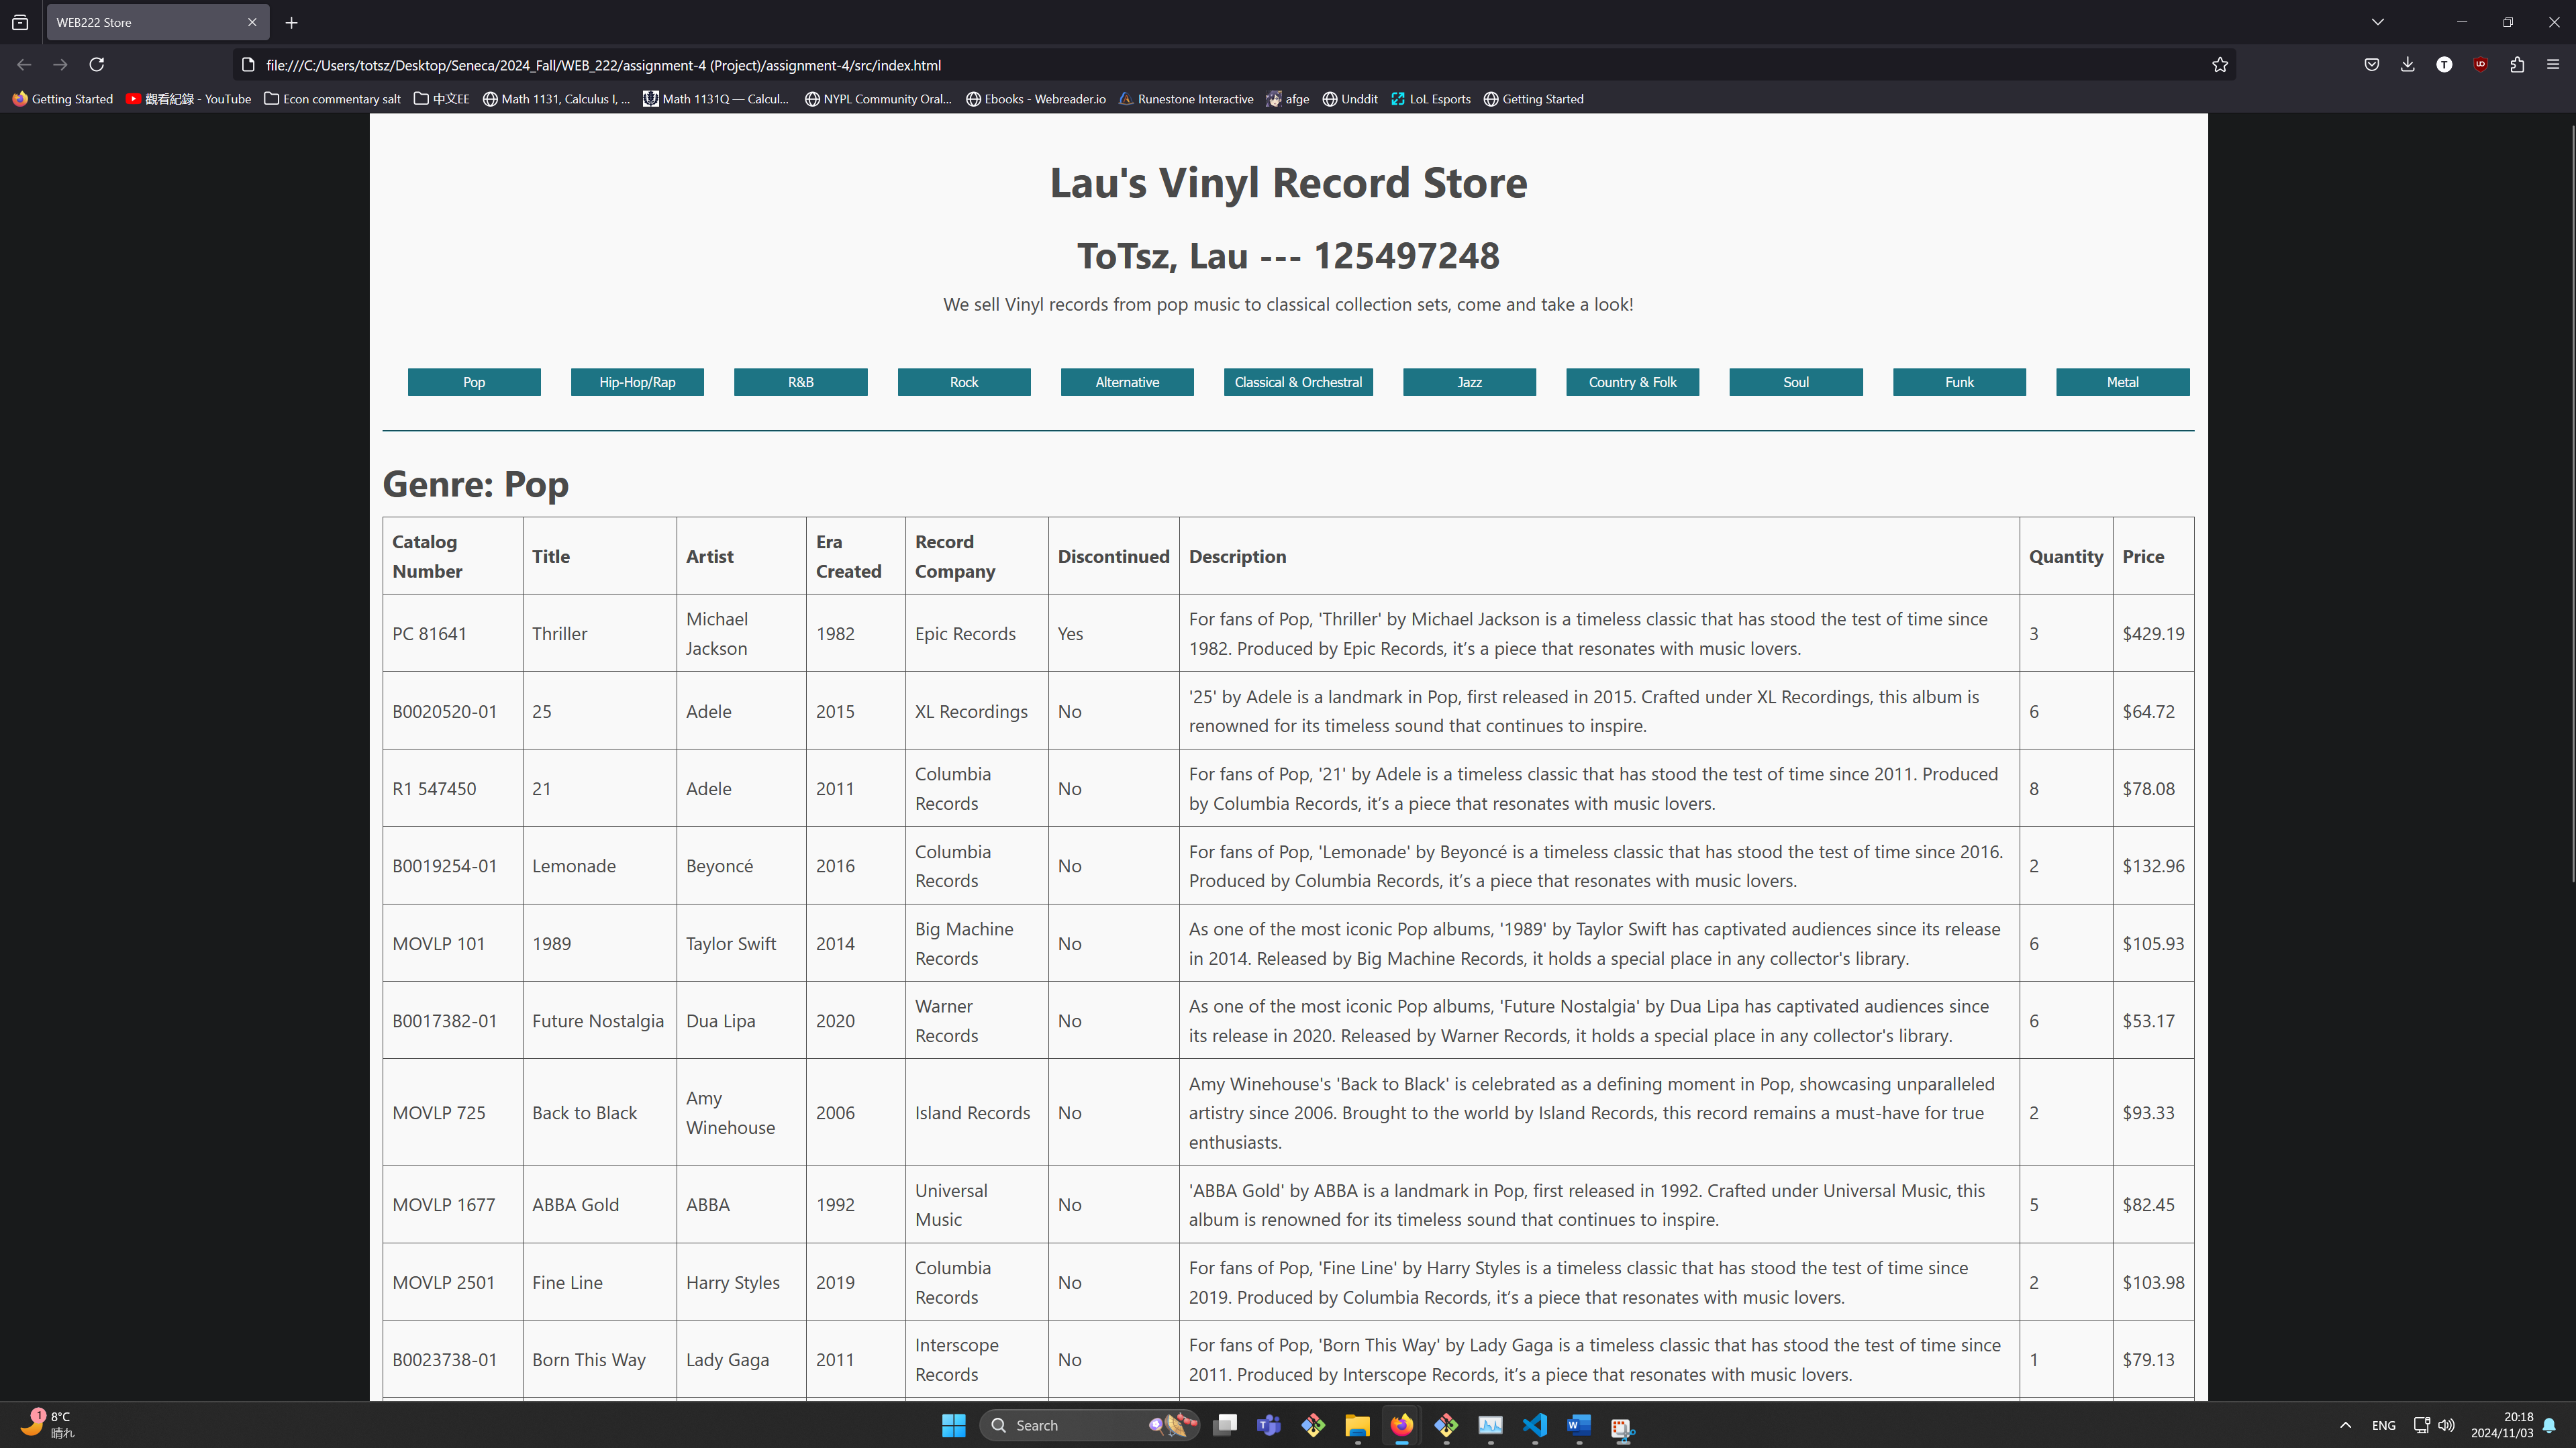 WEB222 Store
file:///C:/Users/totsz/Desktop/Seneca/2024_Fall/WEB_222/assignment-4 (Project)/assignment-4/src/index.html
Getting Started 觀看紀錄 - YouTube Econ commentary salt 中文EE Math 1131, Calculus I, ... Math 1131Q — Calcul... NYPL Community Oral... Ebooks - Webreader.io Runestone Interactive afge Unddit LoL Esports Getting Started
Lau's Vinyl Record Store
ToTsz, Lau --- 125497248
We sell Vinyl records from pop music to classical collection sets, come and take a look!
Pop Hip-Hop/Rap R&B Rock Alternative Classical & Orchestral Jazz Country & Folk Soul Funk Metal
Genre: Pop
Catalog Number Title Artist Era Created Record Company Discontinued Description Quantity Price
PC 81641 Thriller Michael Jackson 1982 Epic Records Yes For fans of Pop, 'Thriller' by Michael Jackson is a timeless classic that has stood the test of time since 1982. Produced by Epic Records, it’s a piece that resonates with music lovers. 3 $429.19
B0020520-01 25 Adele 2015 XL Recordings No '25' by Adele is a landmark in Pop, first released in 2015. Crafted under XL Recordings, this album is renowned for its timeless sound that continues to inspire. 6 $64.72
R1 547450 21 Adele 2011 Columbia Records No For fans of Pop, '21' by Adele is a timeless classic that has stood the test of time since 2011. Produced by Columbia Records, it’s a piece that resonates with music lovers. 8 $78.08
B0019254-01 Lemonade Beyoncé 2016 Columbia Records No For fans of Pop, 'Lemonade' by Beyoncé is a timeless classic that has stood the test of time since 2016. Produced by Columbia Records, it’s a piece that resonates with music lovers. 2 $132.96
MOVLP 101 1989 Taylor Swift 2014 Big Machine Records No As one of the most iconic Pop albums, '1989' by Taylor Swift has captivated audiences since its release in 2014. Released by Big Machine Records, it holds a special place in any collector's library. 6 $105.93
B0017382-01 Future Nostalgia Dua Lipa 2020 Warner Records No As one of the most iconic Pop albums, 'Future Nostalgia' by Dua Lipa has captivated audiences since its release in 2020. Released by Warner Records, it holds a special place in any collector's library. 6 $53.17
MOVLP 725 Back to Black Amy Winehouse 2006 Island Records No Amy Winehouse's 'Back to Black' is celebrated as a defining moment in Pop, showcasing unparalleled artistry since 2006. Brought to the world by Island Records, this record remains a must-have for true enthusiasts. 2 $93.33
MOVLP 1677 ABBA Gold ABBA 1992 Universal Music No 'ABBA Gold' by ABBA is a landmark in Pop, first released in 1992. Crafted under Universal Music, this album is renowned for its timeless sound that continues to inspire. 5 $82.45
MOVLP 2501 Fine Line Harry Styles 2019 Columbia Records No For fans of Pop, 'Fine Line' by Harry Styles is a timeless classic that has stood the test of time since 2019. Produced by Columbia Records, it’s a piece that resonates with music lovers. 2 $103.98
B0023738-01 Born This Way Lady Gaga 2011 Interscope Records No For fans of Pop, 'Born This Way' by Lady Gaga is a timeless classic that has stood the test of time since 2011. Produced by Interscope Records, it’s a piece that resonates with music lovers. 1 $79.13
1 8°C
晴れ
Search
ENG
20:18
2024/11/03